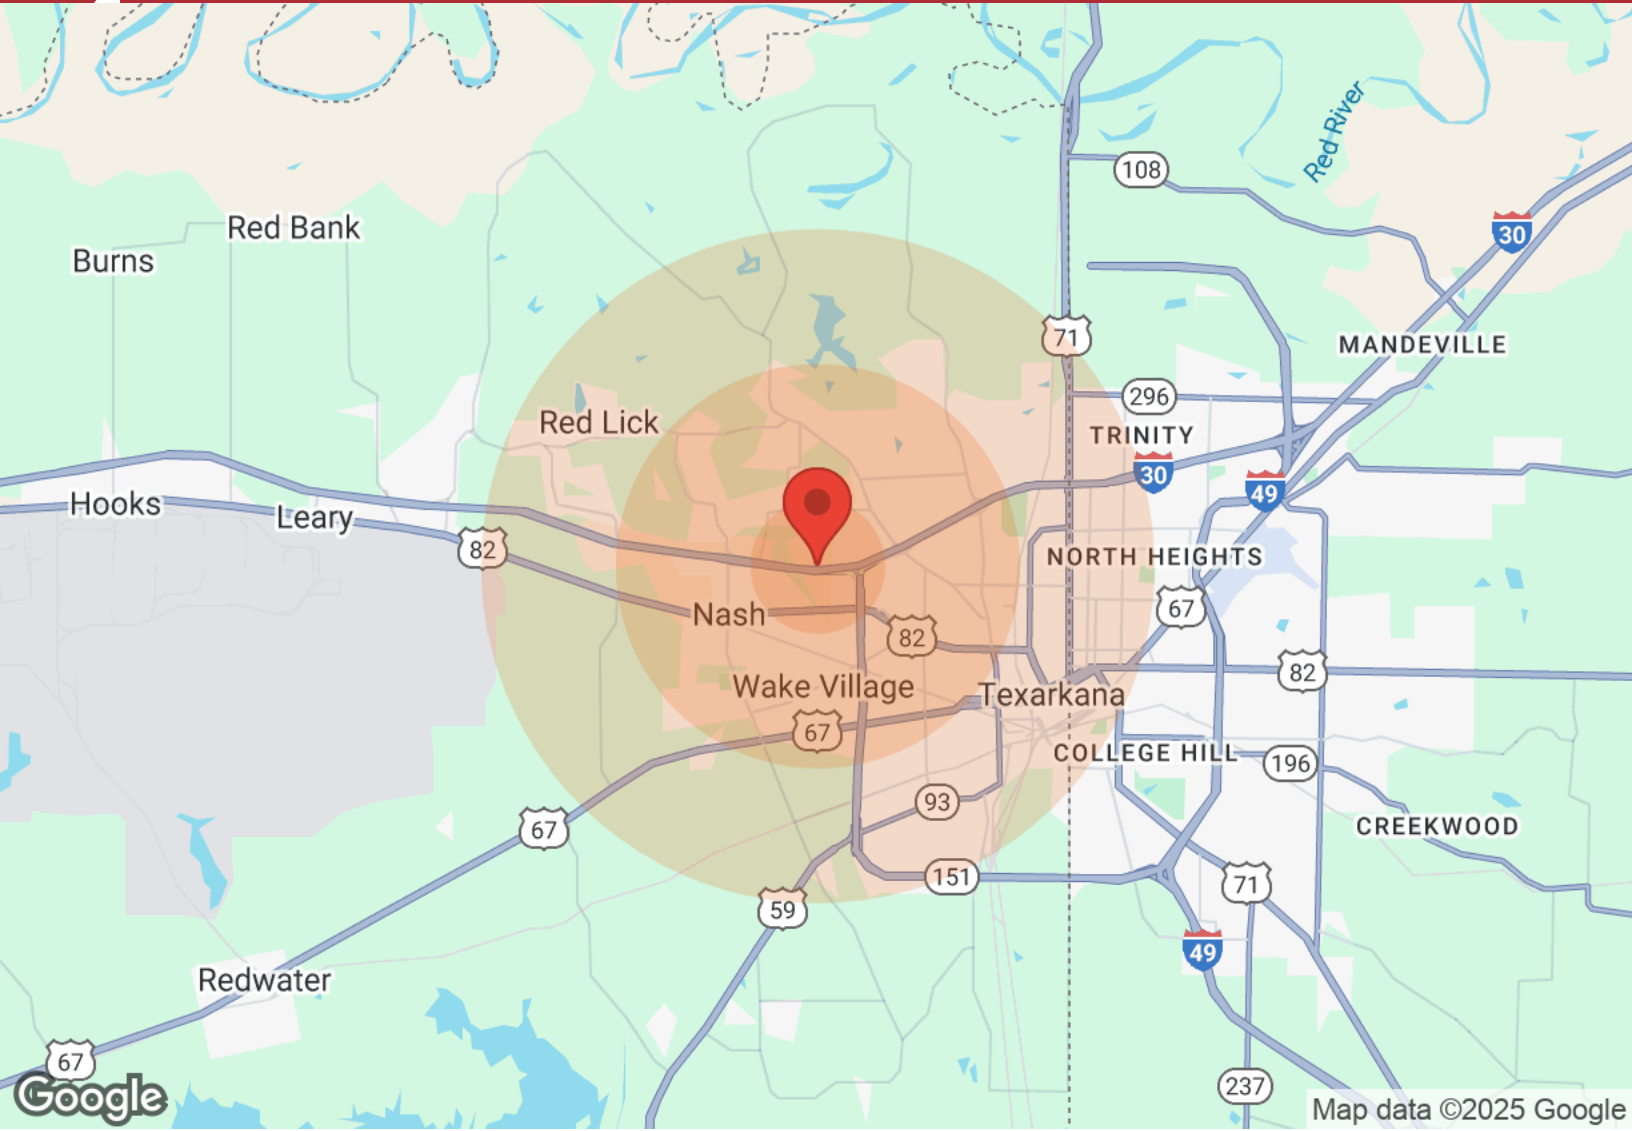 Red River
108
30
Red Bank
Burns
71
MANDEVILLE
296
Red Lick
TRINITY
30
49
Hooks
Leary
82
NORTH HEIGHTS
67
Nash
82
82
Wake Village
Texarkana
67
COLLEGE HILL
196
93
67
CREEKWOOD
151
71
59
49
Redwater
67
237
Google
Map data ©2025 Google